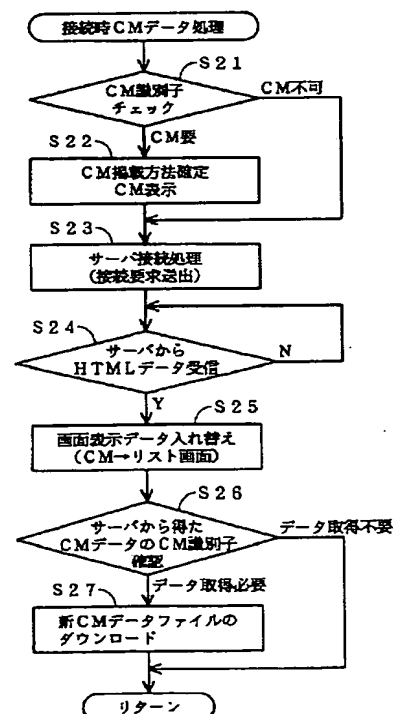 接続時CMデータ処理
S21
CM識別子
チェック
CM不可
CM要
S22
CM掲載方法確定
CM表示
S23
サーバ接続処理
(接続要求送出)
S24
サーバから
HTMLデータ受信
N
Y
S25
画面表示データ入れ替え
(CM→リスト画面)
S26
サーバから得た
CMデータのCM識別子
確認
データ取得不要
データ取得必要
S27
新CMデータファイルの
ダウンロード
リターン